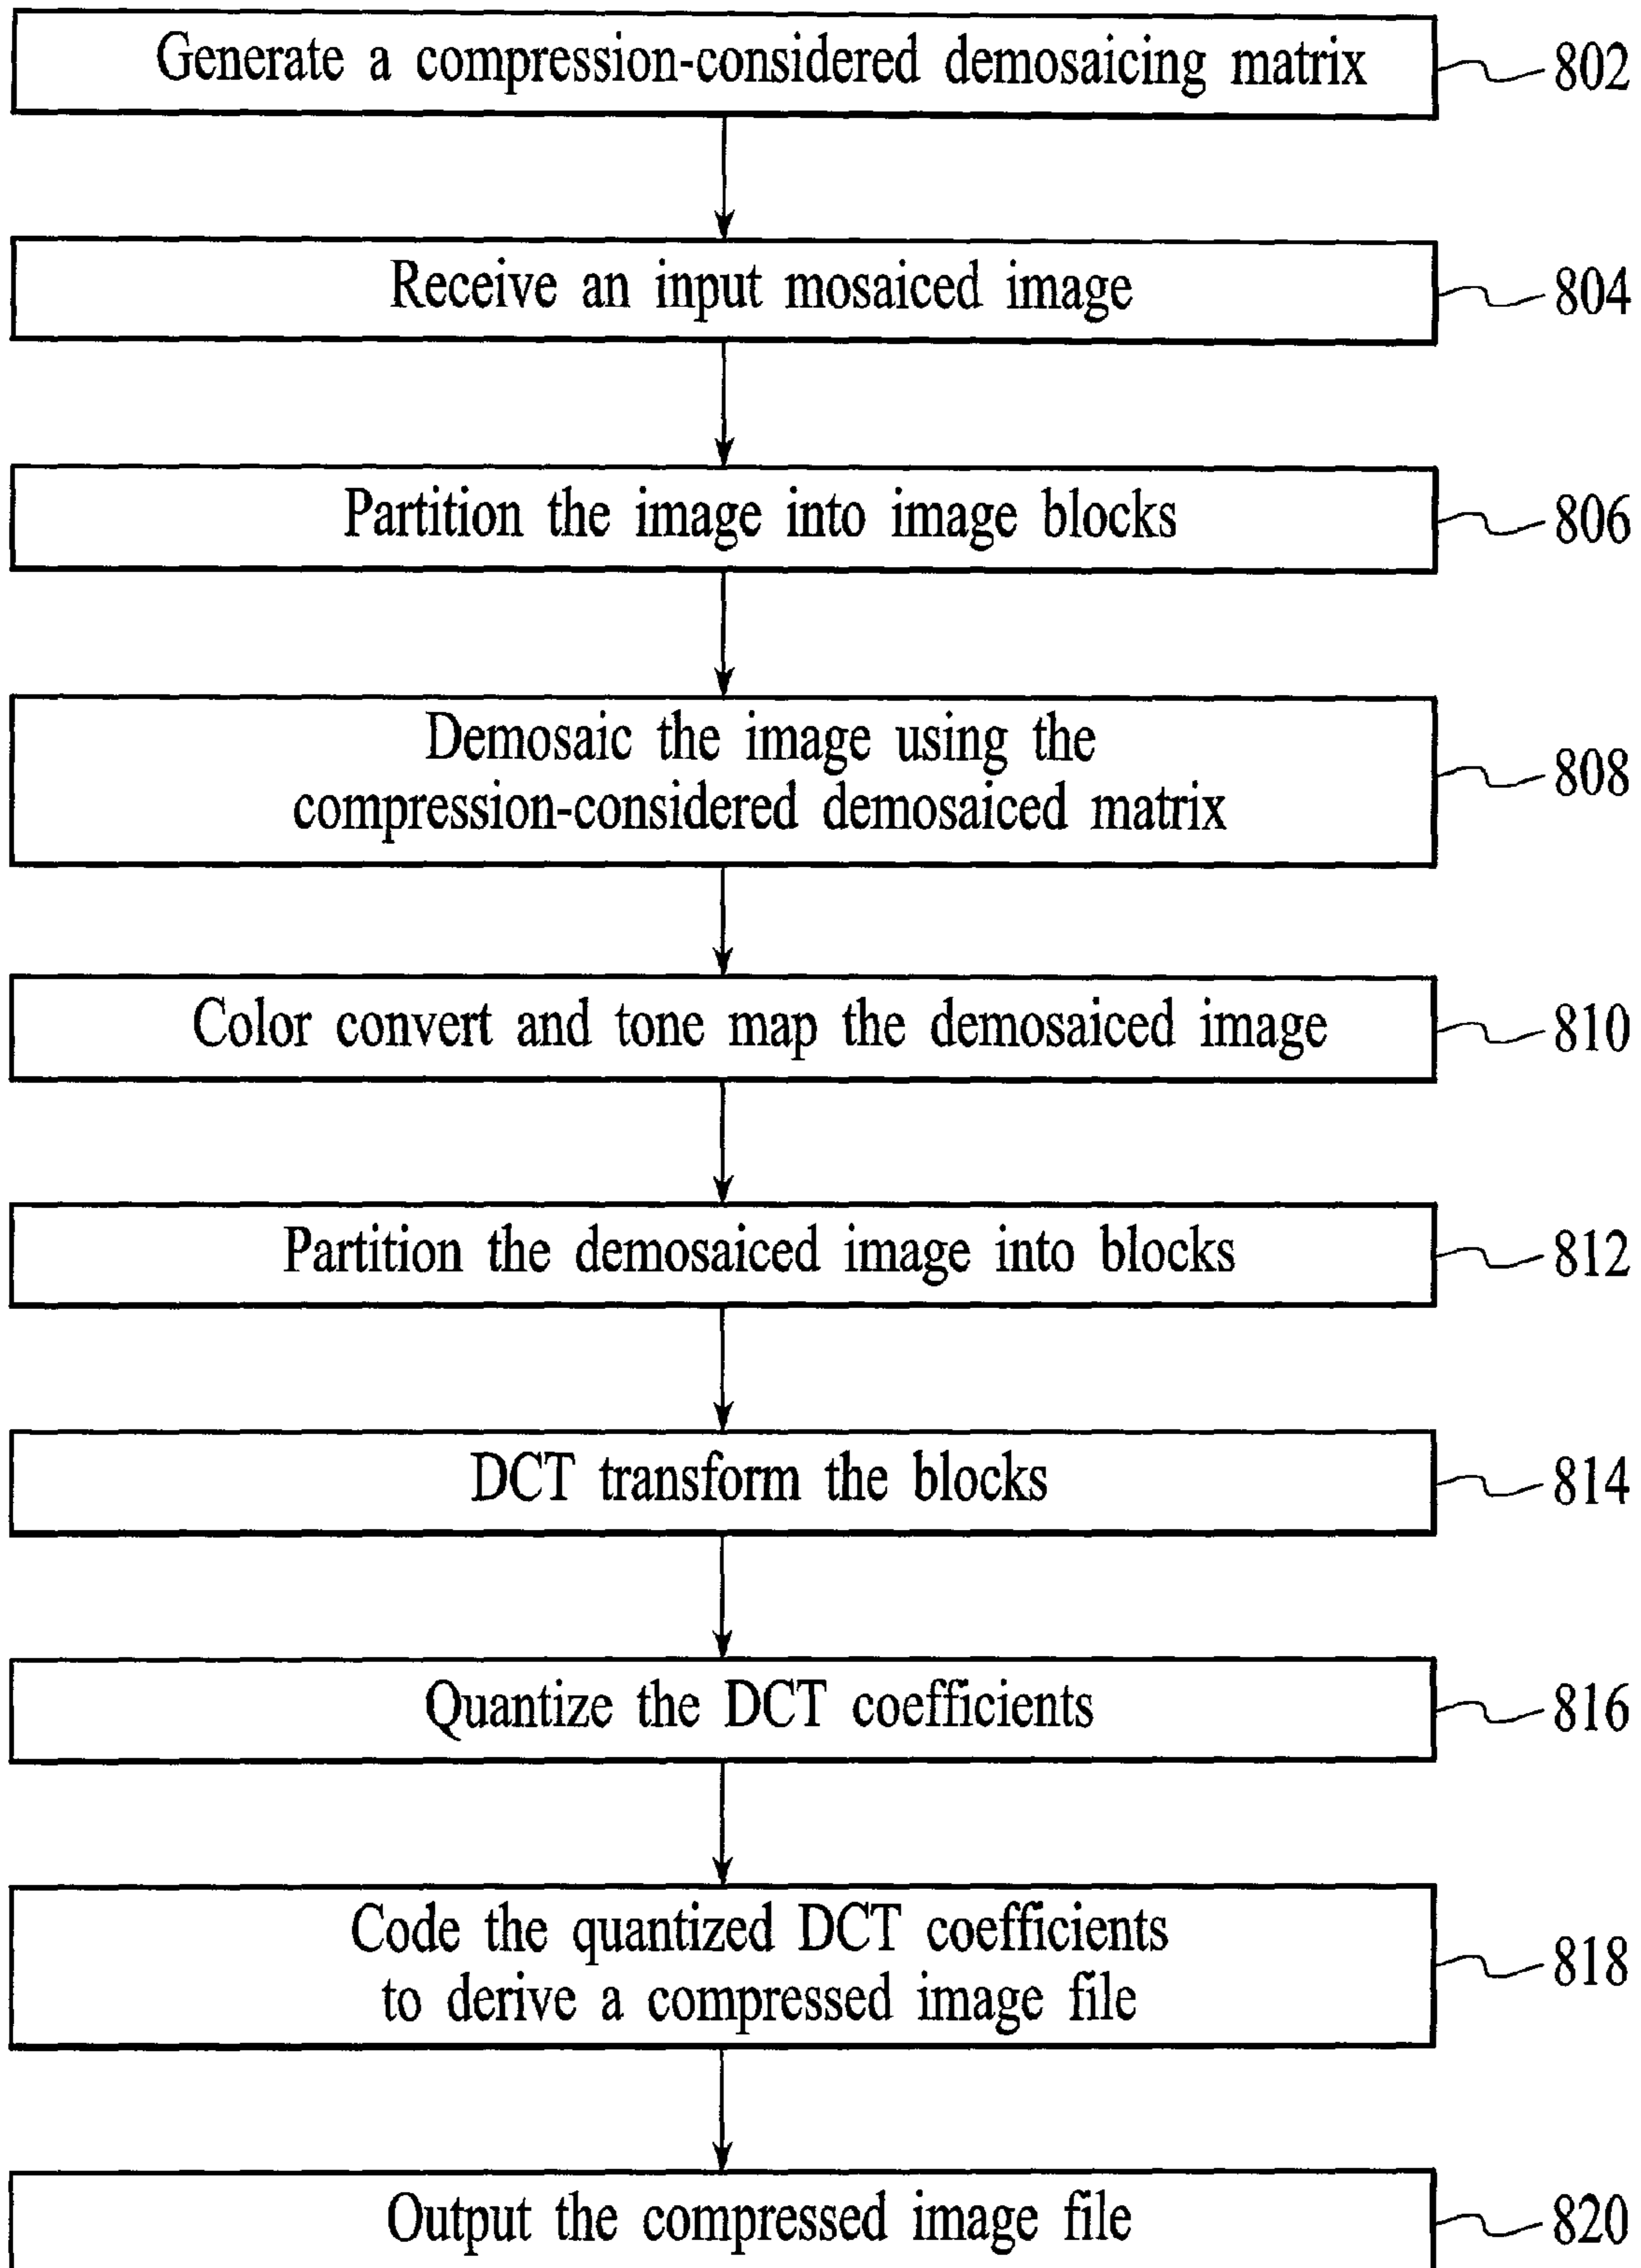 Generate a compression-considered demosaicing matrix 802
Receive an input mosaiced image 804
Partition the image into image blocks 806
Demosaic the image using the
compression-considered demosaiced matrix 808
Color convert and tone map the demosaiced image 810
Partition the demosaiced image into blocks 812
DCT transform the blocks 814
Quantize the DCT coefficients 816
Code the quantized DCT coefficients
to derive a compressed image file 818
Output the compressed image file 820